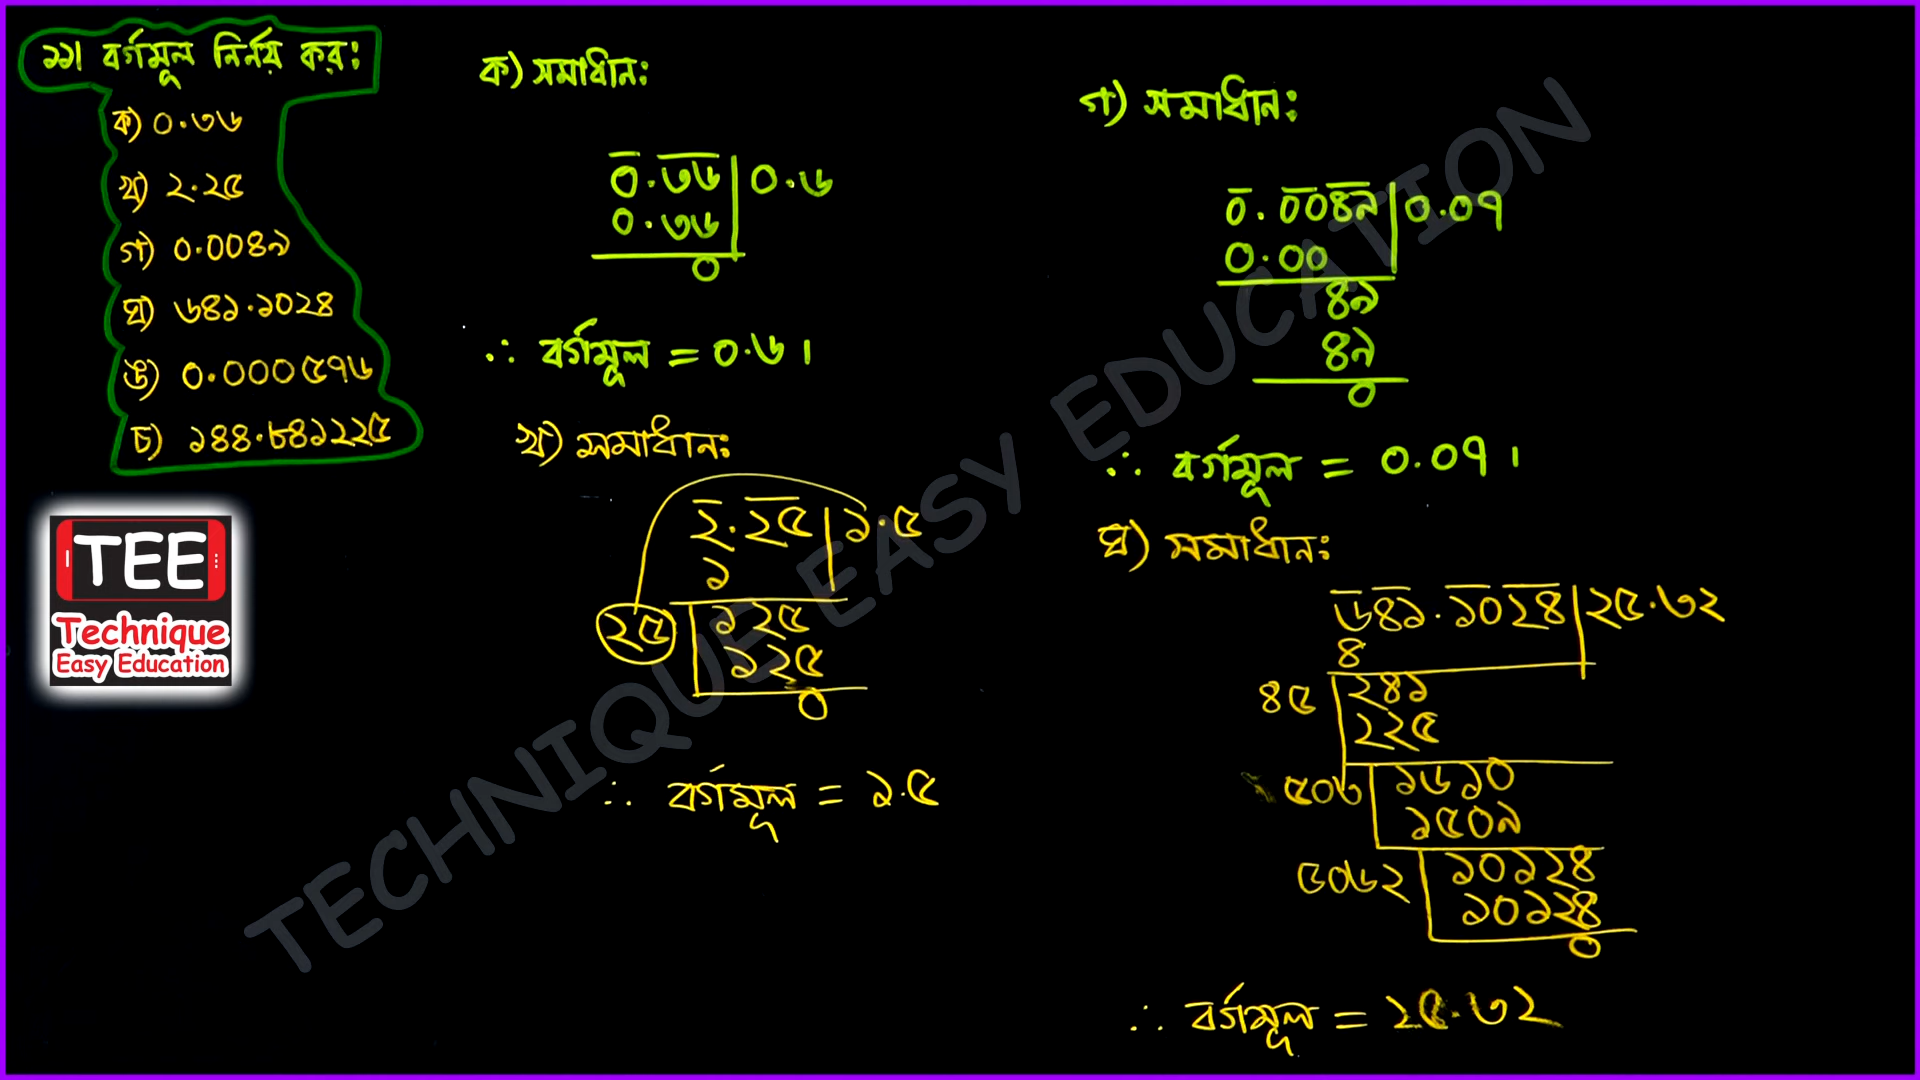 ১১। বর্গমূল নির্নয় কর:
ক) ০.৩৬
খ) ২.২৫
গ) ০.০০৪৯
ঘ) ৬৪১.১০২৪
ঙ) ০.০০০৫৭৬
চ) ১৪৪.৮৪১২২৫
TEE
Technique
Easy Education
ক) সমাধান:
০.৩৬ ০.৬
০.৩৬
০
∴ বর্গমূল = ০.৬।
খ) সমাধান:
২.২৫ ১.৫
১
২৫ ১২৫
১২৫
০
∴ বর্গমূল = ১.৫
গ) সমাধান:
০.০০৪৯ ০.০৭
০.০০
৪৯
৪৯
০
∴ বর্গমূল = ০.০৭।
ঘ) সমাধান:
৬৪১.১০২৪ ২৫.৩২
৪
৪৫ ২৪১
২২৫
৫০৩ ১৬১০
১৫০৯
৫০৬২ ১০১২৪
১০১২৪
০
∴ বর্গমূল = ২৫.৩২
TECHNIQUE EASY EDUCATION